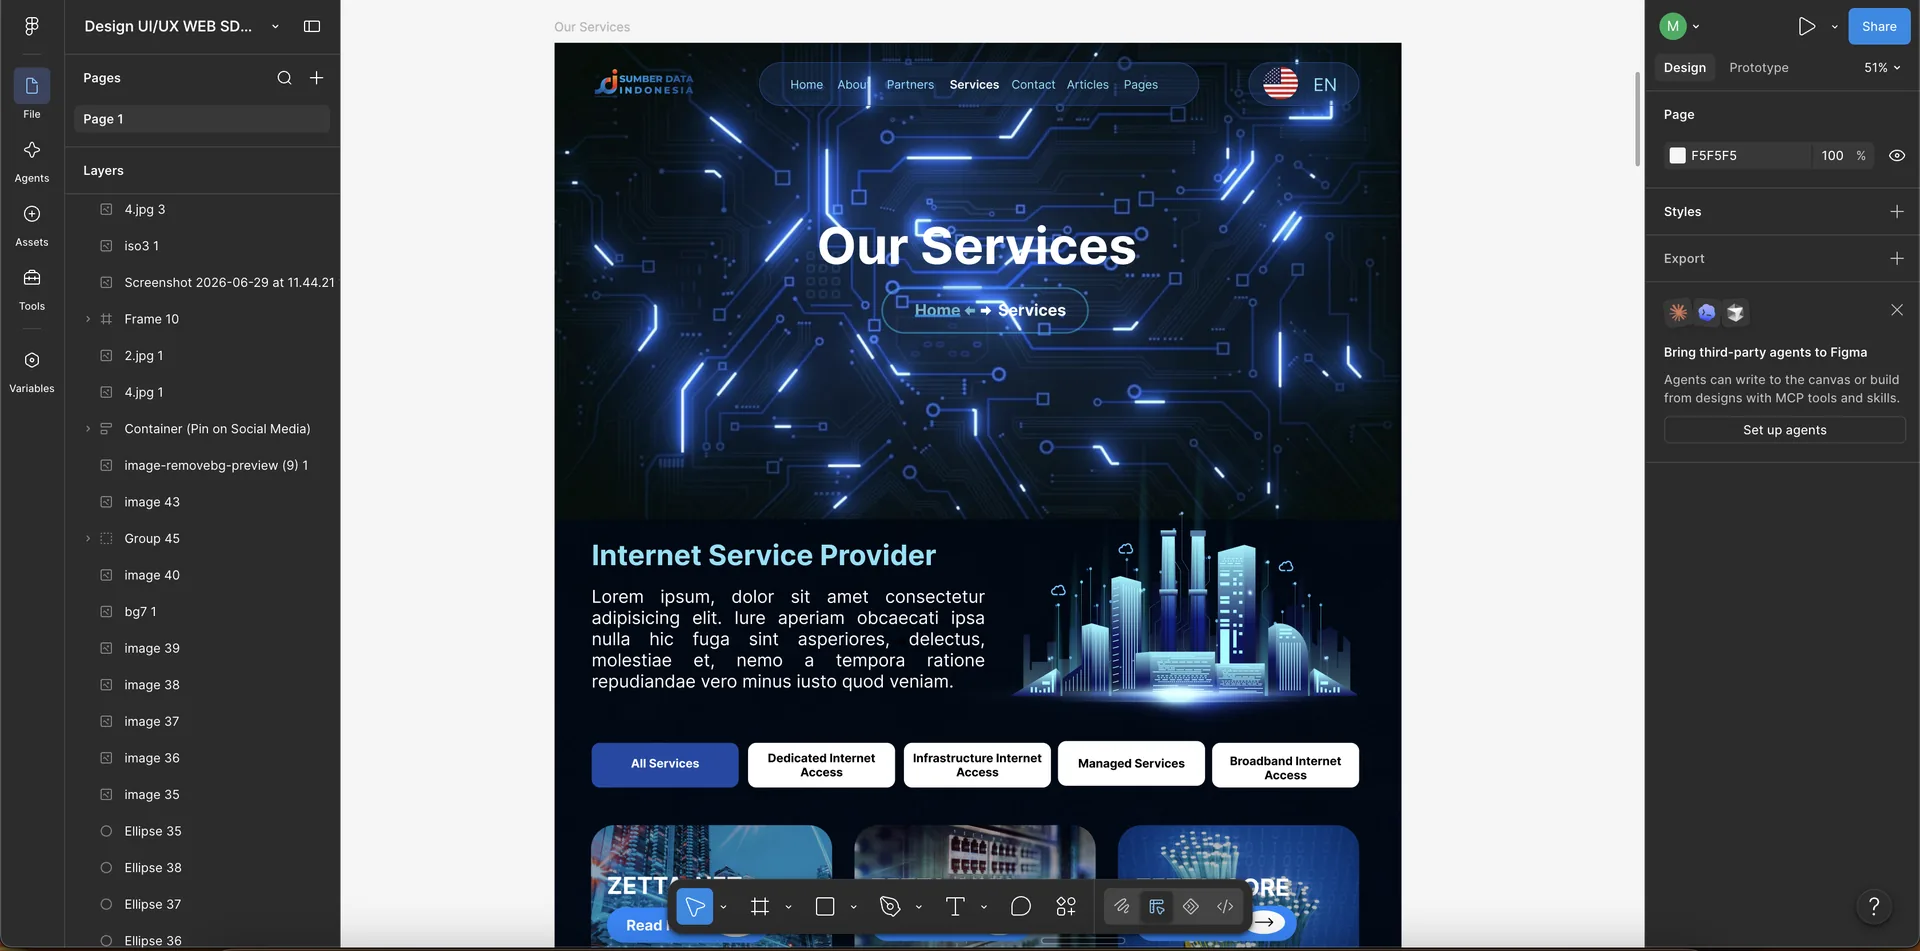 Design UI/UX WEB SD...
File
Agents
Assets
Tools
Variables
Pages
Page 1
Layers
4.jpg 3
iso3 1
Screenshot 2026-06-29 at 11.44.21
Frame 10
2.jpg 1
4.jpg 1
Container (Pin on Social Media)
image-removebg-preview (9) 1
image 43
Group 45
image 40
bg7 1
image 39
image 38
image 37
image 36
image 35
Ellipse 35
Ellipse 38
Ellipse 37
Ellipse 36
Our Services
SUMBER DATA
INDONESIA
Home About Partners Services Contact Articles Pages
EN
Our Services
Home Services
Internet Service Provider
Lorem ipsum, dolor sit amet consectetur
adipisicing elit. Iure aperiam obcaecati ipsa
nulla hic fuga sint asperiores, delectus,
molestiae et, nemo a tempora ratione
repudiandae vero minus iusto quod veniam.
All Services
Dedicated Internet
Access
Infrastructure Internet
Access
Managed Services
Broadband Internet
Access
Read
M
Share
Design Prototype 51%
Page
F5F5F5 100 %
Styles
Export
Bring third-party agents to Figma
Agents can write to the canvas or build
from designs with MCP tools and skills.
Set up agents
?